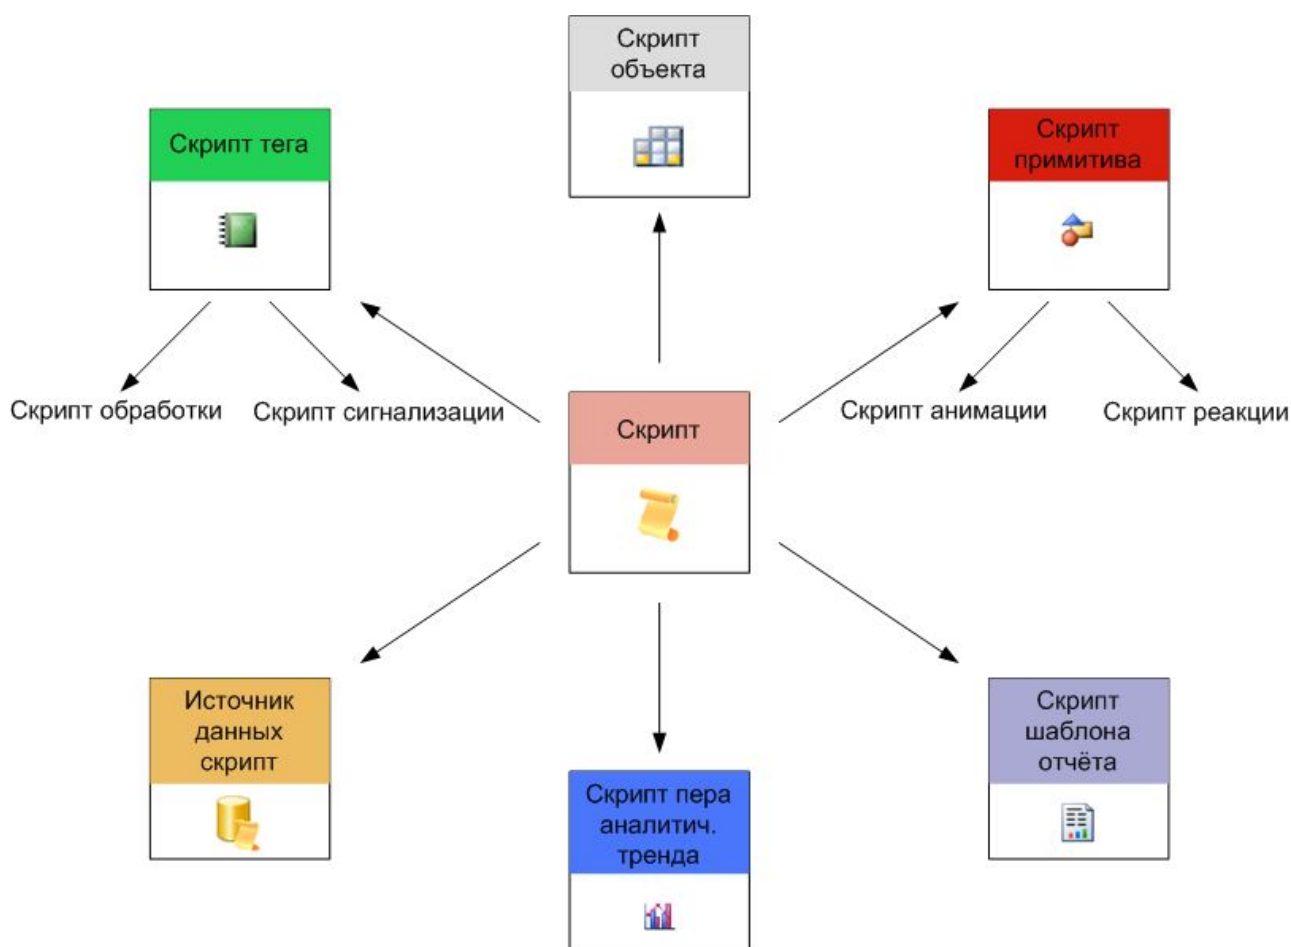 Скрипт
объекта
Скрипт тега
Скрипт
примитива
Скрипт обработки
Скрипт сигнализации
Скрипт анимации
Скрипт реакции
Скрипт
Источник
данных
скрипт
Скрипт пера
аналитич.
тренда
Скрипт
шаблона
отчёта